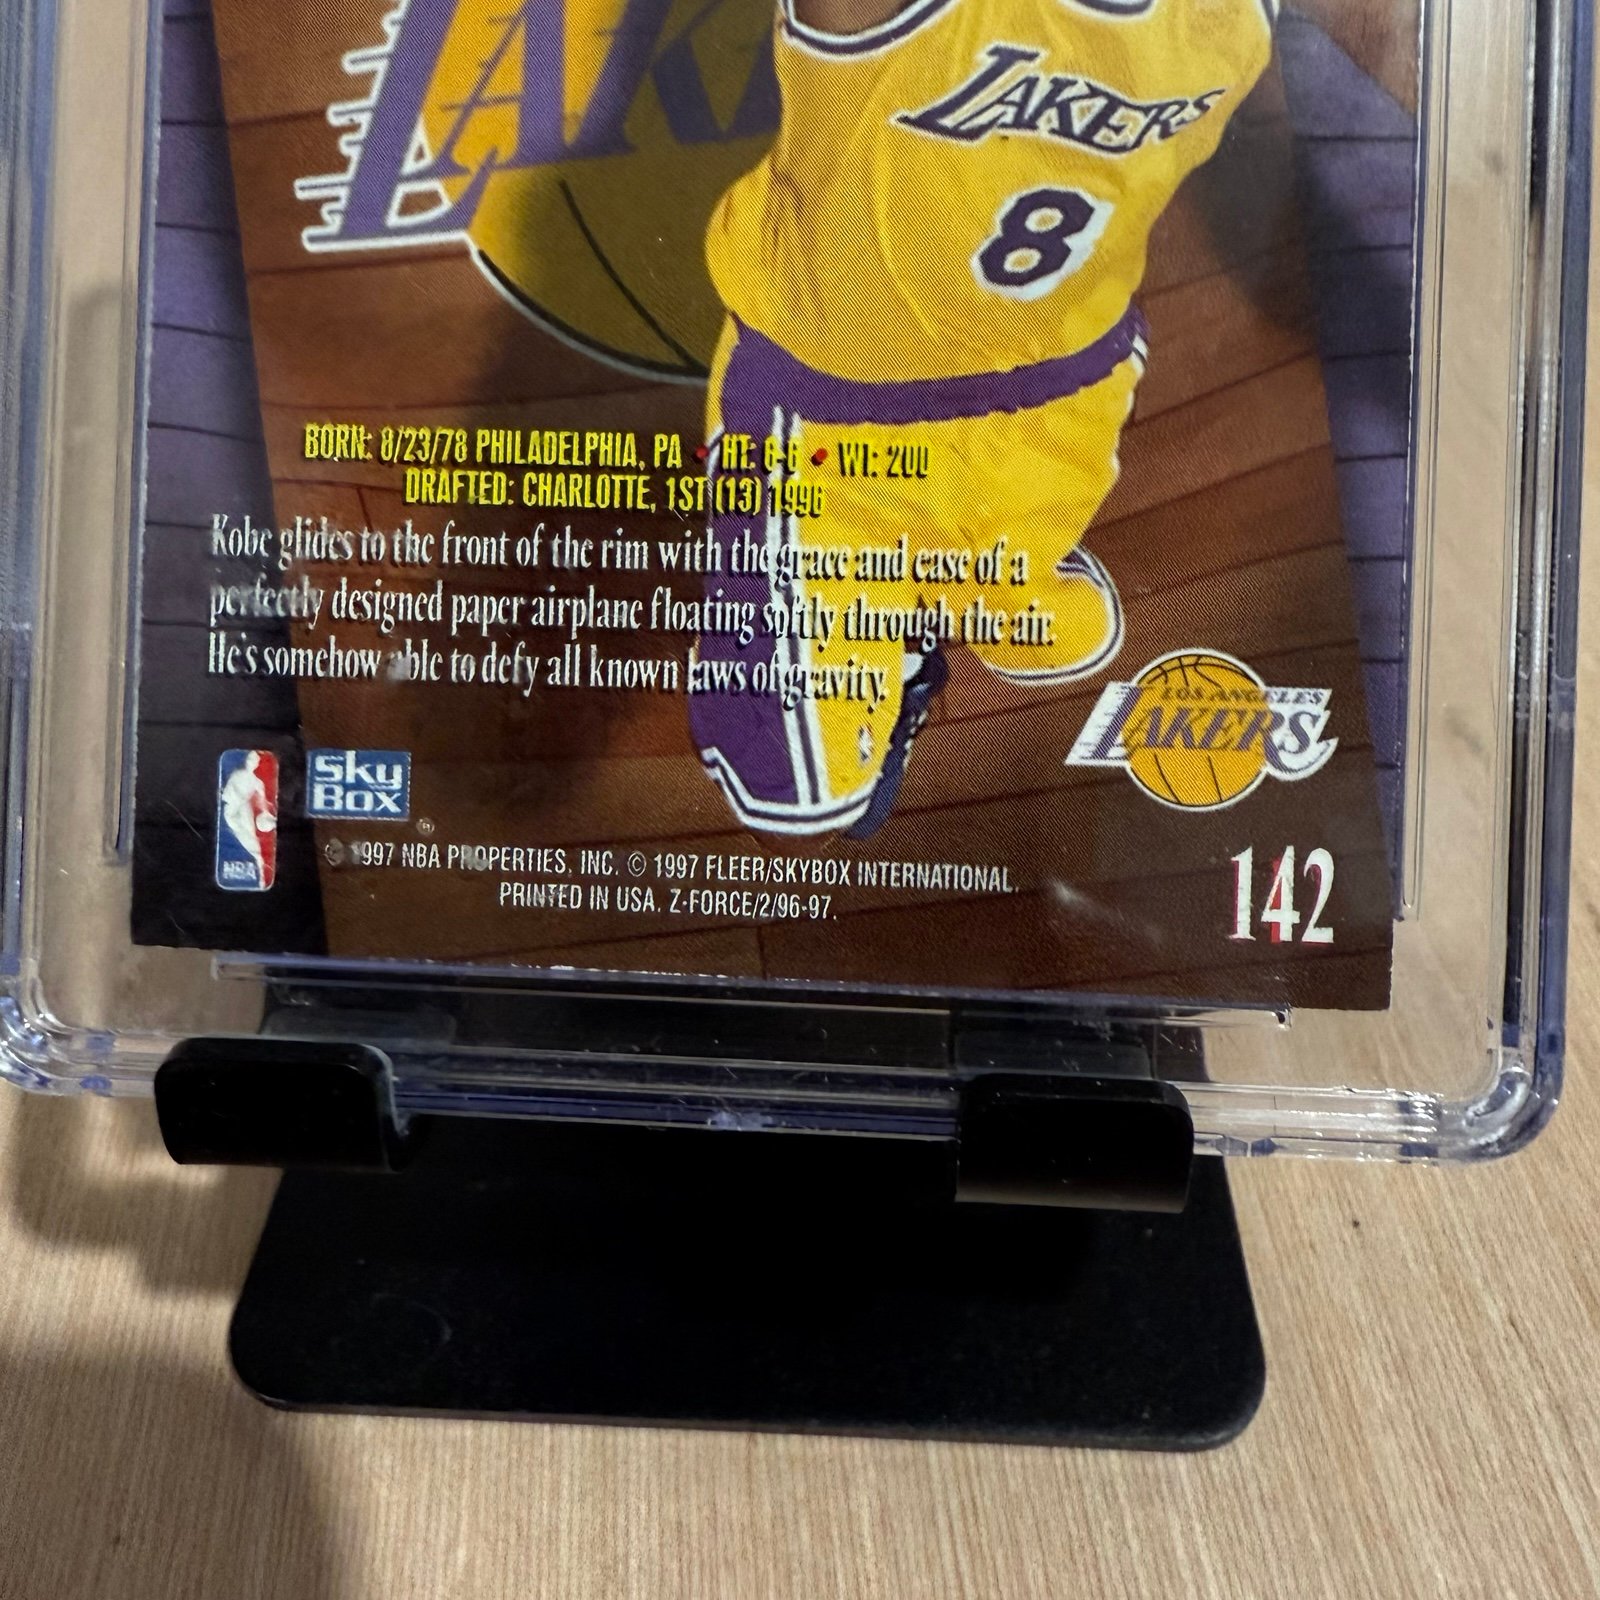 LAKE
LAKERS
8
BORN: 8/23/78 PHILADELPHIA, PA • HT: 6-6 • WT: 200
DRAFTED: CHARLOTTE, 1ST (13) 1996
Kobe glides to the front of the rim with the grace and ease of a
perfectly designed paper airplane floating softly through the air.
He's somehow able to defy all known laws of gravity.
LOS ANGELES
LAKERS
NBA
SkyBox
®
© 1997 NBA PROPERTIES, INC. © 1997 FLEER/SKYBOX INTERNATIONAL.
PRINTED IN USA. Z-FORCE/2/96-97.
142